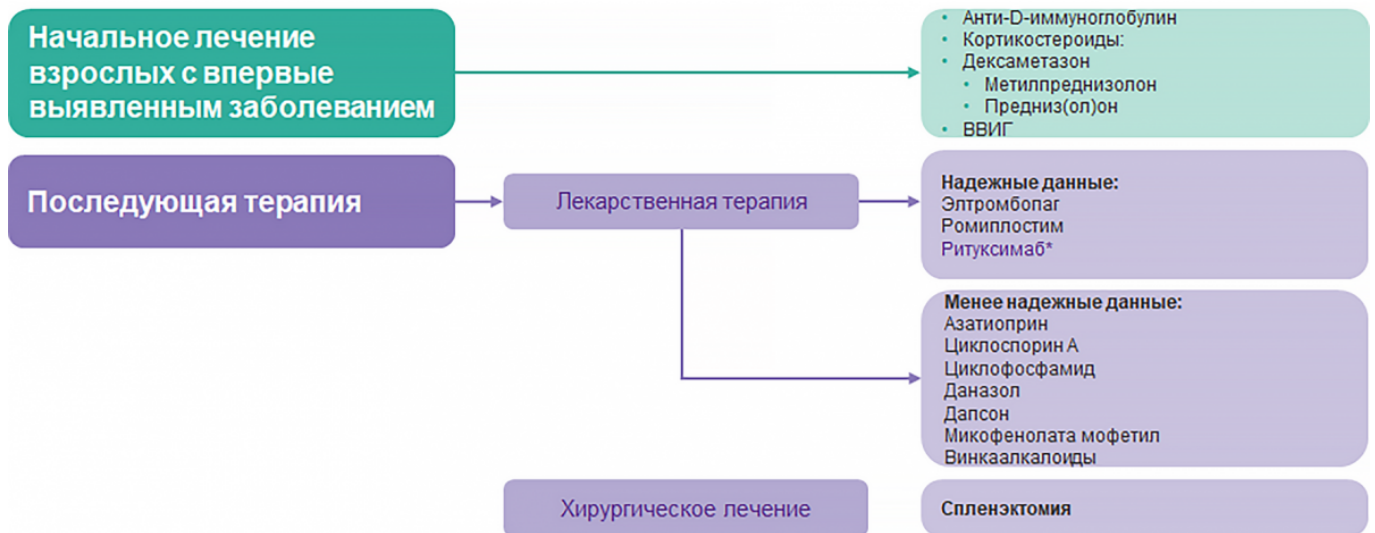 Начальное лечение
взрослых с впервые
выявленным заболеванием
• Анти-D-иммуноглобулин
• Кортикостероиды:
• Дексаметазон
• Метилпреднизолон
• Предниз(ол)он
• ВВИГ
Последующая терапия
Лекарственная терапия
Надежные данные:
Элтромбопаг
Ромиплостим
Ритуксимаб*
Менее надежные данные:
Азатиоприн
Циклоспорин А
Циклофосфамид
Даназол
Дапсон
Микофенолата мофетил
Винкаалкалоиды
Хирургическое лечение
Спленэктомия